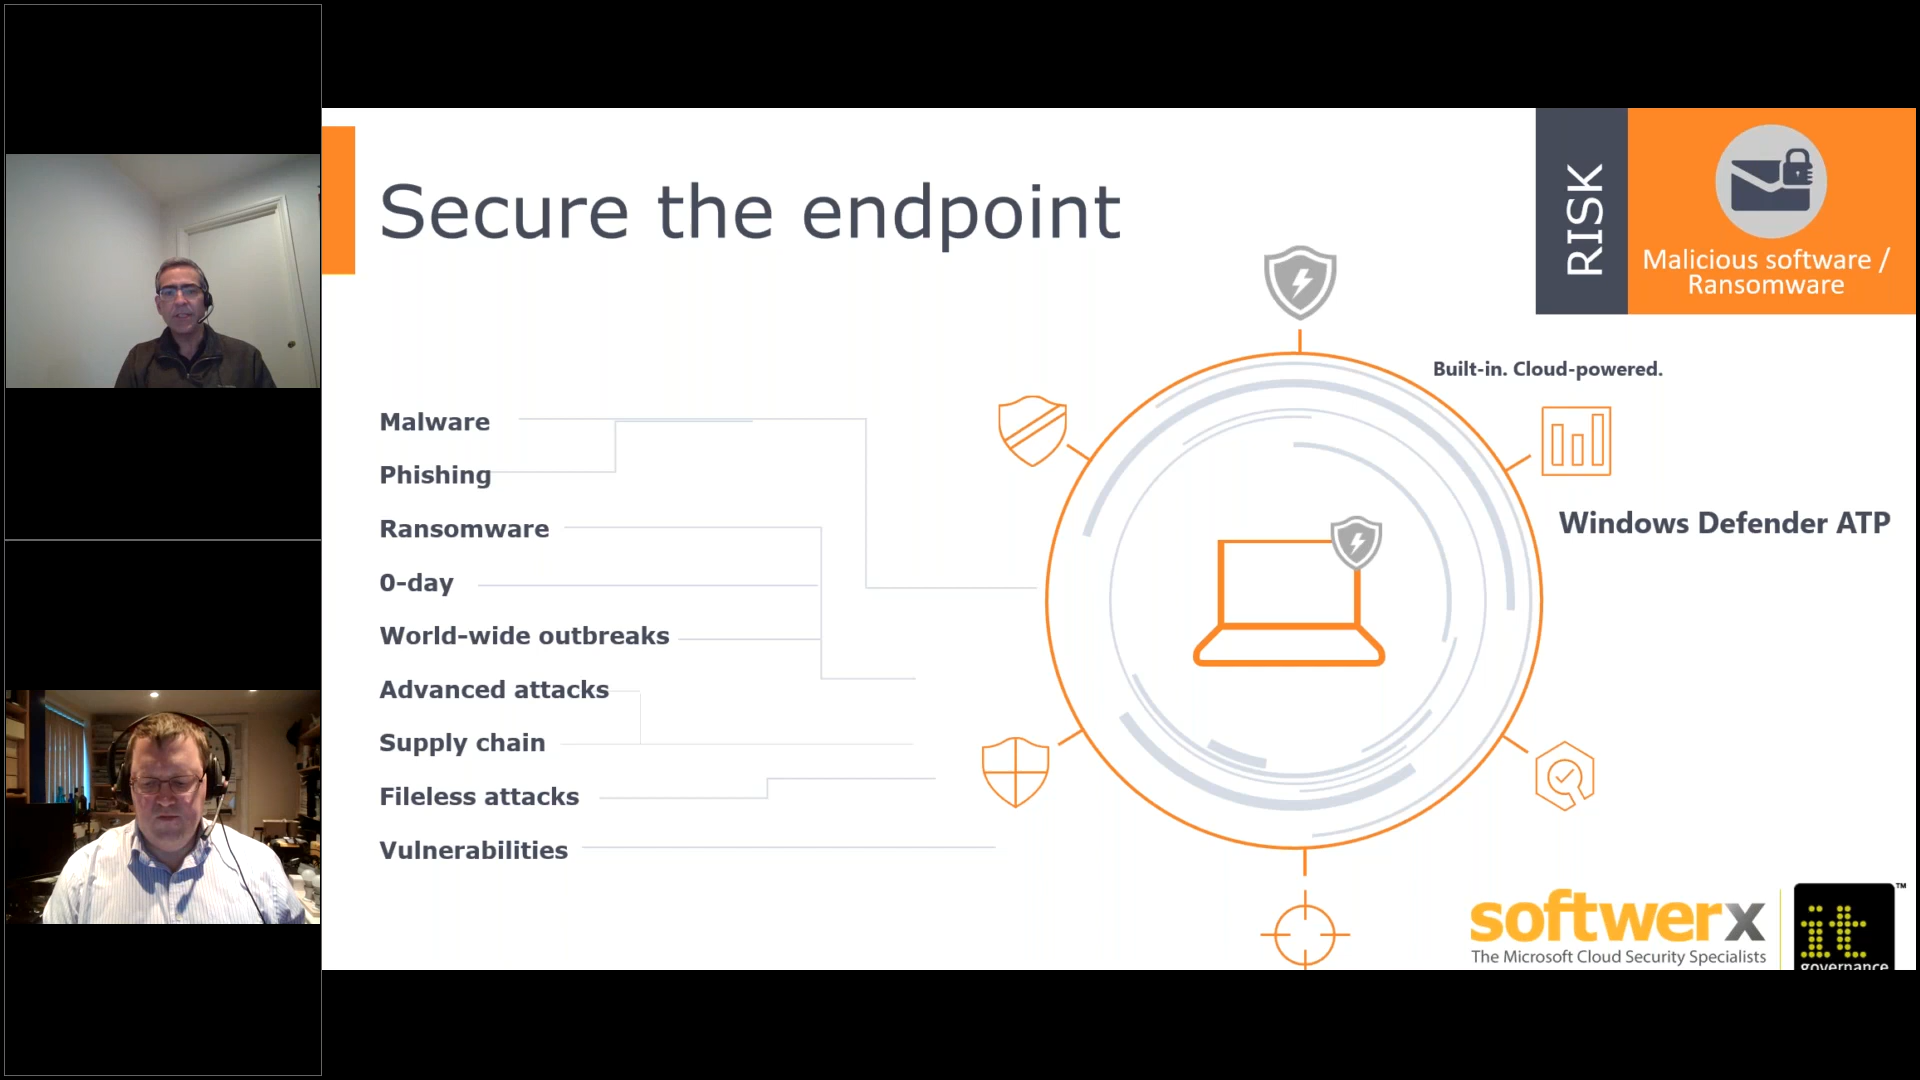 Secure the endpoint
RISK
Malicious software /
Ransomware
Built-in. Cloud-powered.
Windows Defender ATP
Malware
Phishing
Ransomware
0-day
World-wide outbreaks
Advanced attacks
Supply chain
Fileless attacks
Vulnerabilities
softwerx
The Microsoft Cloud Security Specialists
it
governance
TM